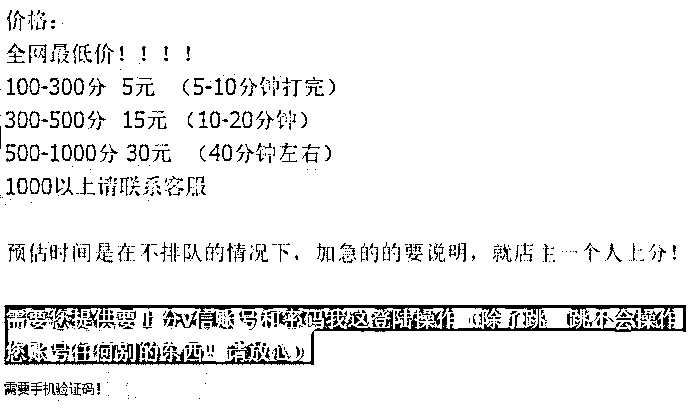 价格：
全网最低价！！！！
100-300分 5元 （5-10分钟打完）
300-500分 15元（10-20分钟）
500-1000分 30元 （40分钟左右）
1000以上请联系客服
预估时间是在不排队的情况下，加急的的要说明，就店主一个人上分！
需要您提供要上分V信账号和密码我这登陆操作（除了跳一跳不会操作
您账号任何别的东西！请放心）
需要手机验证码！